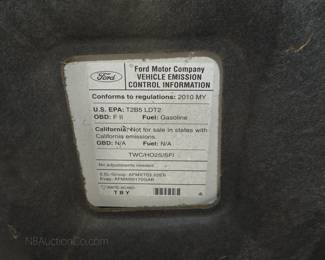 Ford
Ford Motor Company
VEHICLE EMISSION
CONTROL INFORMATION
Conforms to regulations: 2010 MY
U.S. EPA: T2B5 LDT2
OBD: F II Fuel: Gasoline
California: Not for sale in states with
California emissions.
OBD: N/A Fuel: N/A
TWC/HO2S/SFI
No adjustments needed.
TBY
NBAuctionCo.com